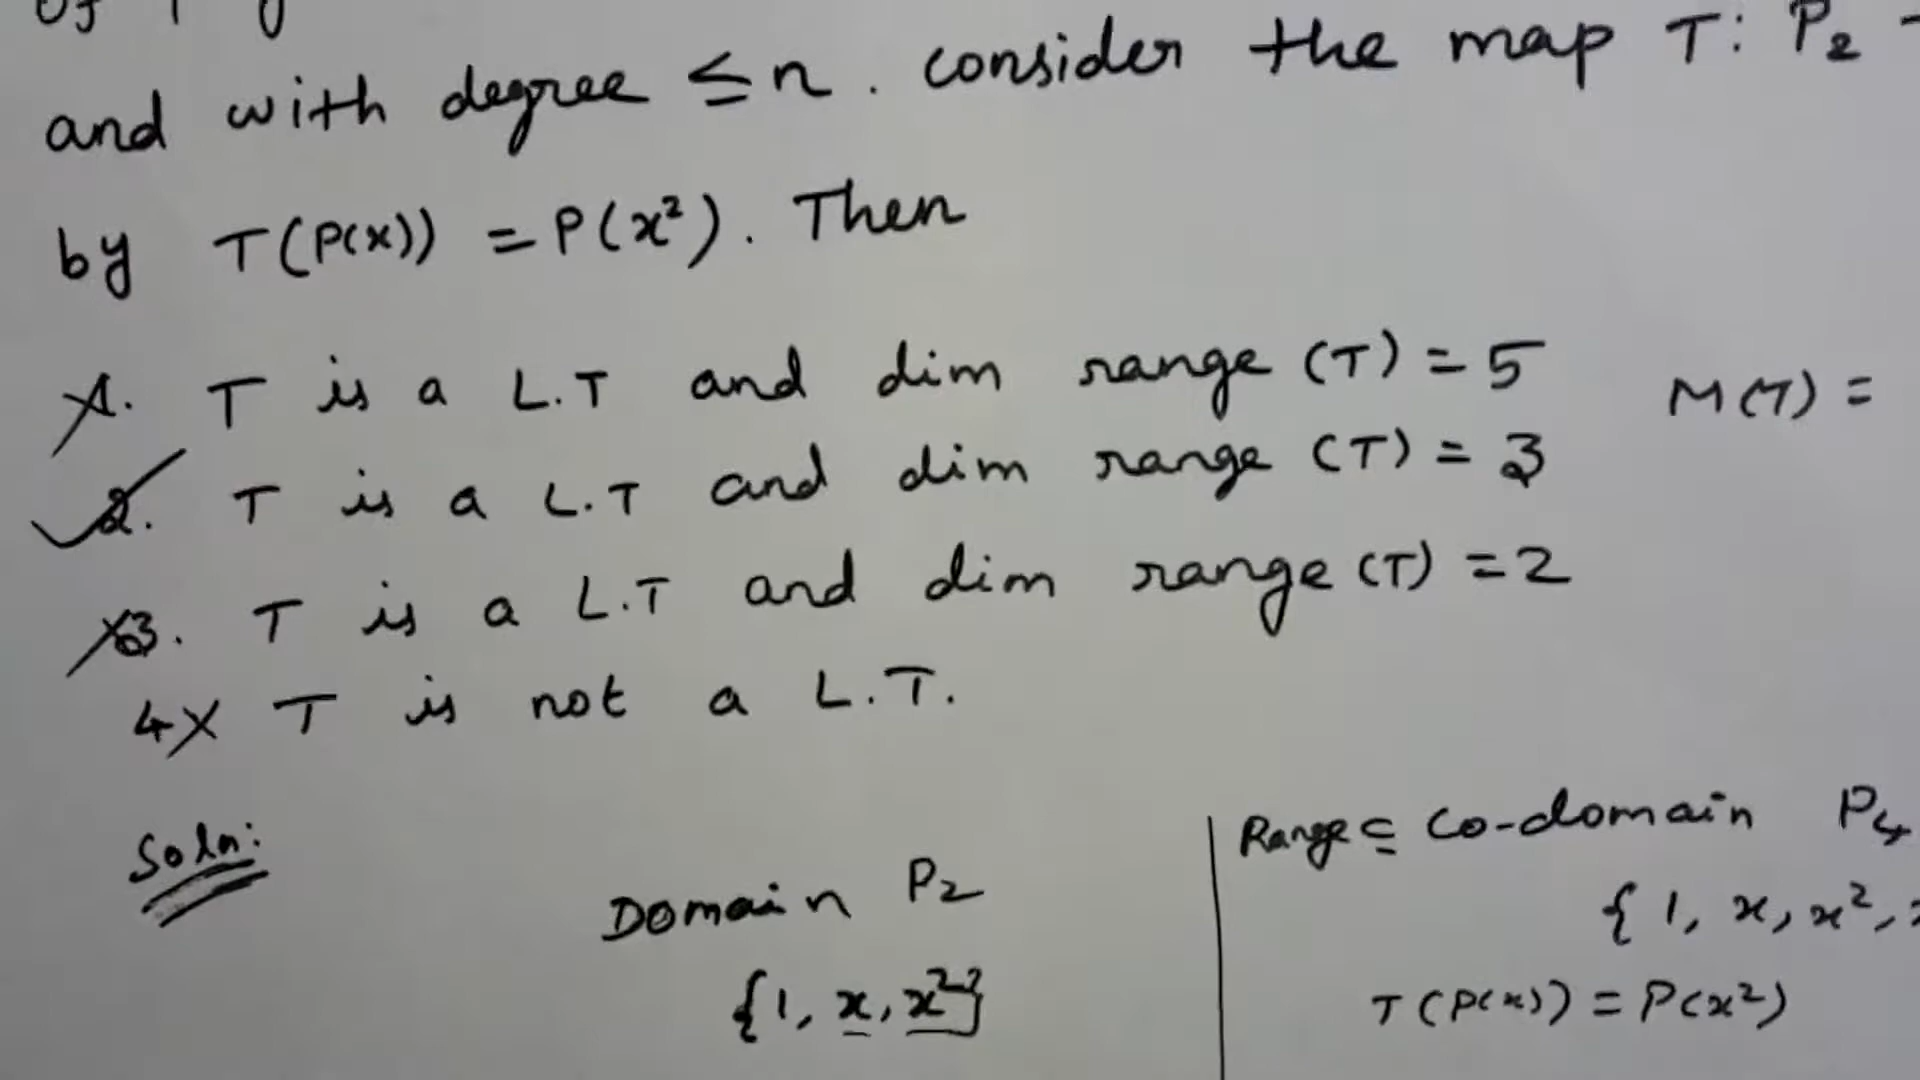 and with degree ≤n. consider the map T: P₂
by T(P(x)) = P(x²). Then
1. T is a L.T and dim range (T) = 5
M(T) =
2. T is a L.T and dim range (T) = 3
3. T is a L.T and dim range (T) = 2
4 X T is not a L.T.
Soln:
Domain P₂
{1, x, x²}
Range ⊆ Co-domain P₄
{ 1, x, x²,
T(P(x)) = P(x²)